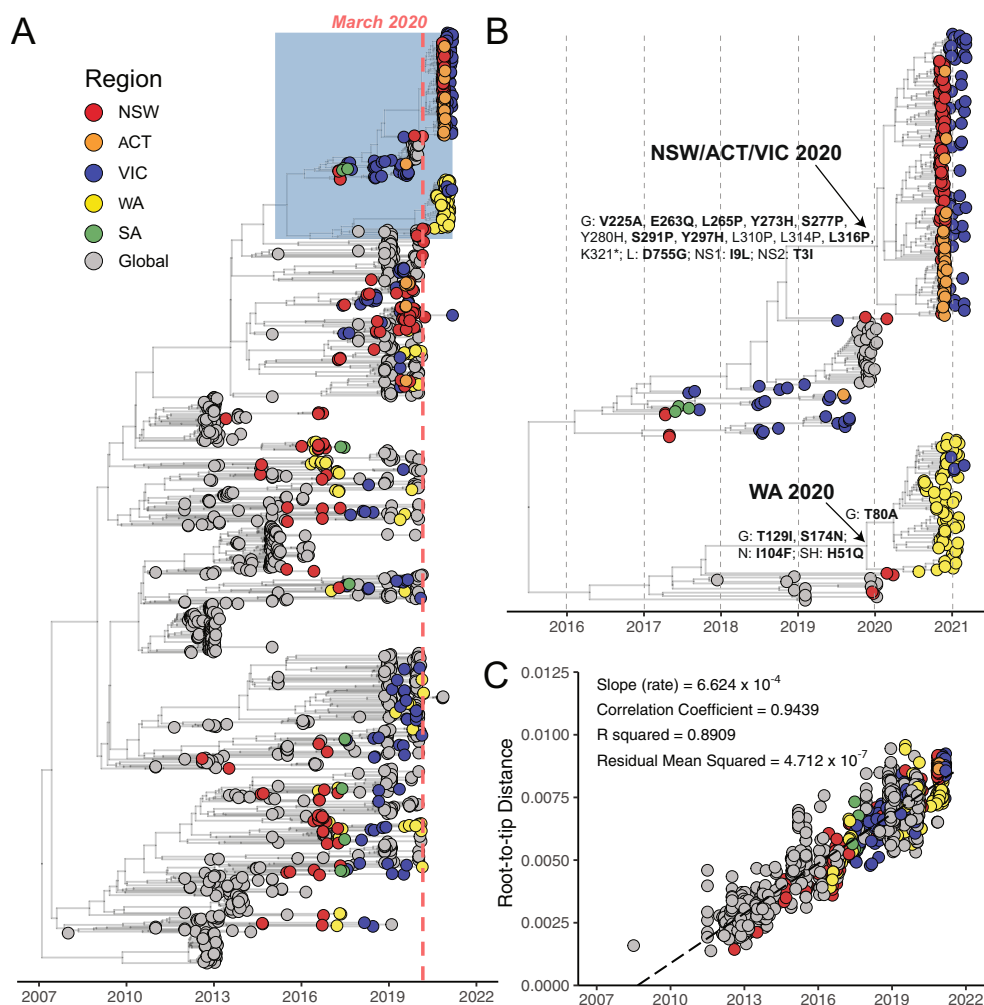 A
March 2020
Region
NSW
ACT
VIC
WA
SA
Global
2007
2010
2013
2016
2019
2022
B
NSW/ACT/VIC 2020
G: V225A, E263Q, L265P, Y273H, S277P,
Y280H, S291P, Y297H, L310P, L314P, L316P,
K321*; L: D755G; NS1: I9L; NS2: T3I
WA 2020
G: T80A
G: T129I, S174N;
N: I104F; SH: H51Q
2016
2017
2018
2019
2020
2021
C
Slope (rate) = 6.624 x 10⁻⁴
Correlation Coefficient = 0.9439
R squared = 0.8909
Residual Mean Squared = 4.712 x 10⁻⁷
Root-to-tip Distance
0.0125
0.0100
0.0075
0.0050
0.0025
0.0000
2007
2010
2013
2016
2019
2022